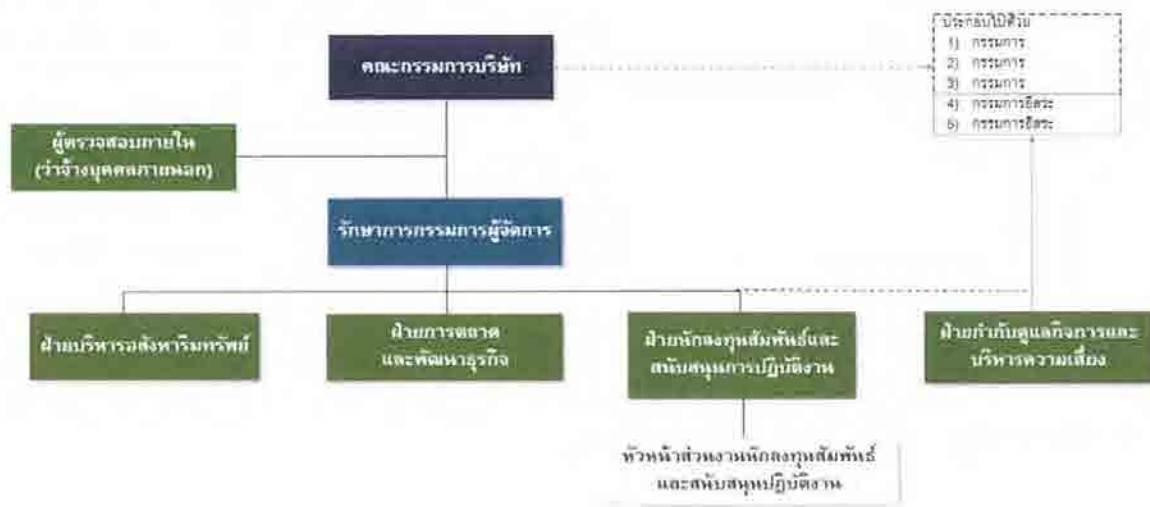 ประกอบไปด้วย
1) กรรมการ
2) กรรมการ
3) กรรมการ
4) กรรมการอิสระ
5) กรรมการอิสระ
คณะกรรมการบริษัท
ผู้ตรวจสอบภายใน
(ว่าจ้างบุคคลภายนอก)
รักษาการกรรมการผู้จัดการ
ฝ่ายบริหารอสังหาริมทรัพย์
ฝ่ายการตลาด
และพัฒนาธุรกิจ
ฝ่ายนักลงทุนสัมพันธ์และ
สนับสนุนการปฏิบัติงาน
ฝ่ายกำกับดูแลกิจการและ
บริหารความเสี่ยง
หัวหน้าส่วนงานนักลงทุนสัมพันธ์
และสนับสนุนปฏิบัติงาน